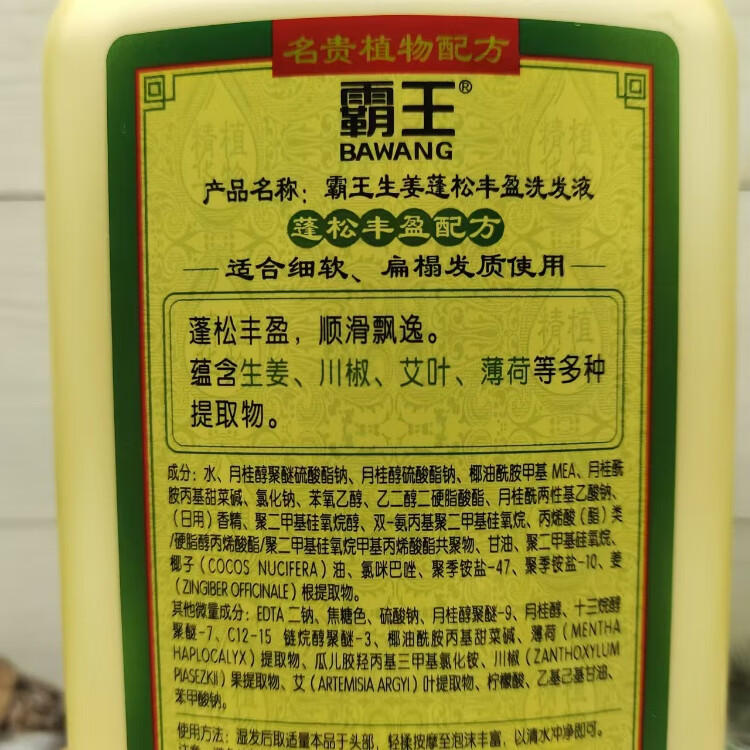 名贵植物配方
霸王®
BAWANG
产品名称：霸王生姜蓬松丰盈洗发液
蓬松丰盈配方
适合细软、扁榻发质使用
蓬松丰盈，顺滑飘逸。
蕴含生姜、川椒、艾叶、薄荷等多种
提取物。
成分：水、月桂醇聚醚硫酸酯钠、月桂醇硫酸酯钠、椰油酰胺甲基 MEA、月桂酰
胺丙基甜菜碱、氯化钠、苯氧乙醇、乙二醇二硬脂酸酯、月桂酰两性基乙酸钠、
（日用）香精、聚二甲基硅氧烷醇、双-氨丙基聚二甲基硅氧烷、丙烯酸（酯）类
/硬脂醇丙烯酸酯/聚二甲基硅氧烷甲基丙烯酸酯共聚物、甘油、聚二甲基硅氧烷、
椰子（COCOS NUCIFERA）油、氯咪巴唑、聚季铵盐-47、聚季铵盐-10、姜
（ZINGIBER OFFICINALE）根提取物。
其他微量成分：EDTA 二钠、焦糖色、硫酸钠、月桂醇聚醚-9、月桂醇、十三烷醇
聚醚-7、C12-15 链烷醇聚醚-3、椰油酰胺丙基甜菜碱、薄荷（MENTHA
HAPLOCALYX）提取物、瓜儿胶羟丙基三甲基氯化铵、川椒（ZANTHOXYLUM
PIASEZKII）果提取物、艾（ARTEMISIA ARGYI）叶提取物、柠檬酸、乙基己基甘油、
苯甲酸钠。
使用方法：湿发后取适量本品于头部，轻揉按摩至泡沫丰富，以清水冲净即可。